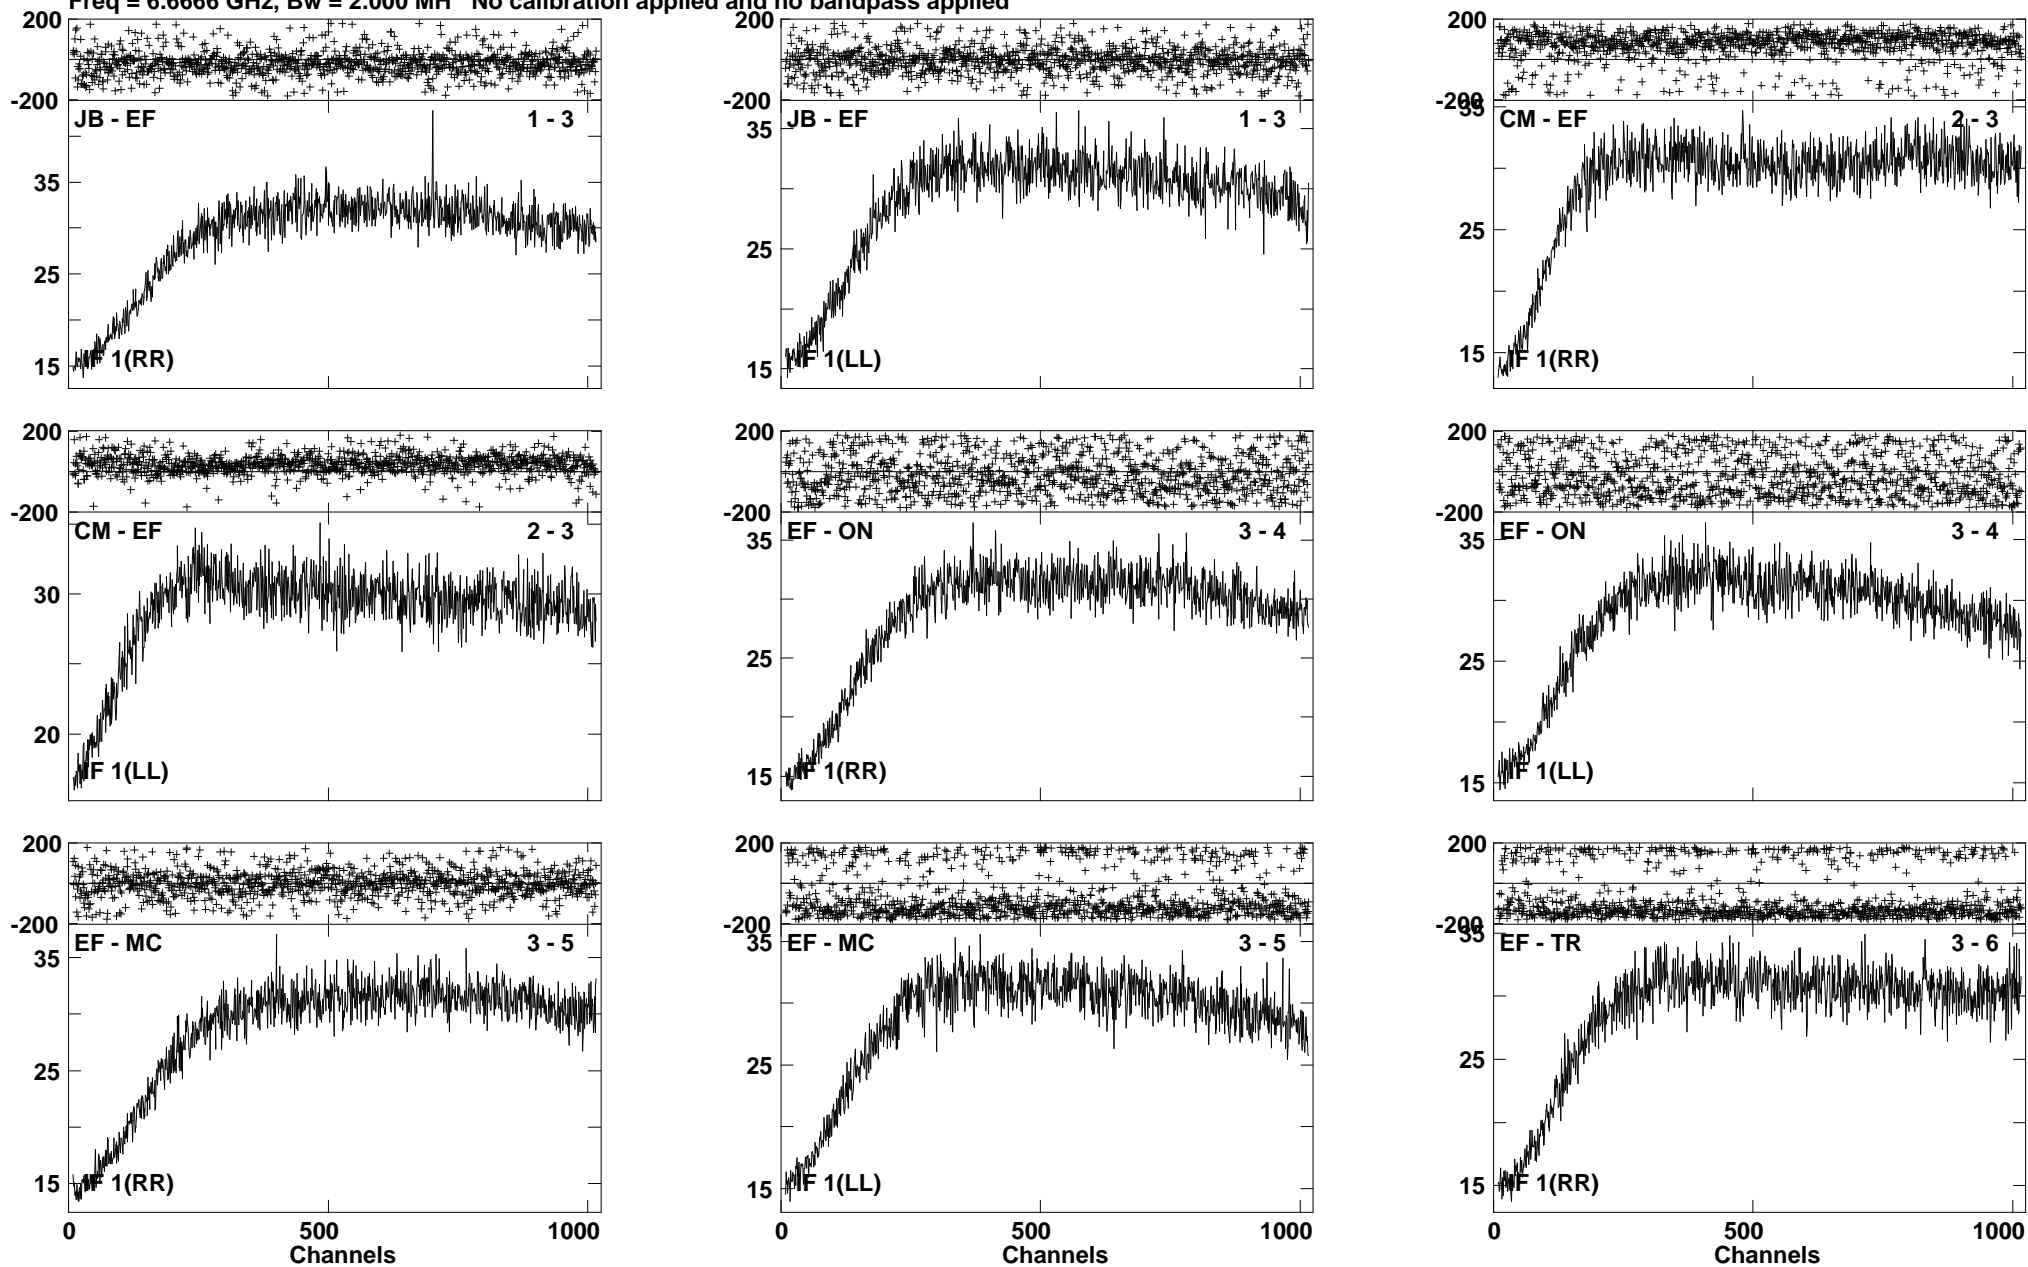 Freq = 6.6666 GHz, Bw = 2.000 MH No calibration applied and no bandpass applied
200 200 200
-200 -200 -200
JB - EF 1 - 3 JB - EF 1 - 3 CM - EF 2 - 3
35 35 35
25 25 25
15 15 15
IF 1(RR) IF 1(LL) IF 1(RR)
200 200 200
-200 -200 -200
CM - EF 2 - 3 EF - ON 3 - 4 EF - ON 3 - 4
30 35 35
20 25 25
15 15
IF 1(LL) IF 1(RR) IF 1(LL)
200 200 200
-200 -200 -200
EF - MC 3 - 5 EF - MC 3 - 5 EF - TR 3 - 6
35 35 35
25 25 25
15 15 15
IF 1(RR) IF 1(LL) IF 1(RR)
0 500 1000 0 500 1000 0 500 1000
Channels Channels Channels